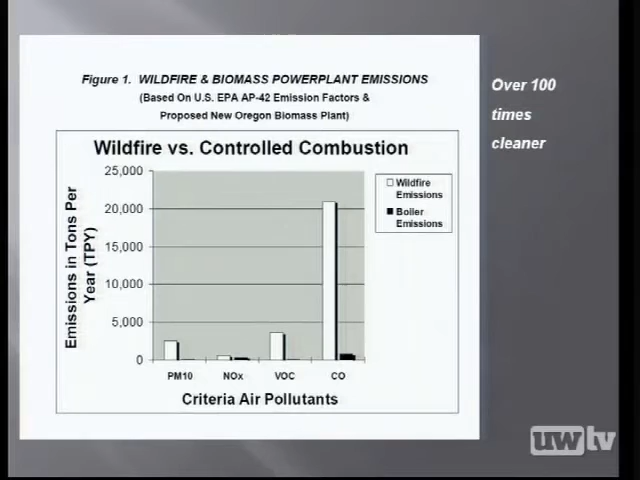 Figure 1. WILDFIRE & BIOMASS POWERPLANT EMISSIONS
(Based On U.S. EPA AP-42 Emission Factors &
Proposed New Oregon Biomass Plant)
Over 100
times
cleaner
Wildfire vs. Controlled Combustion
Emissions in Tons Per
Year (TPY)
25,000
20,000
15,000
10,000
5,000
0
PM10 NOx VOC CO
Criteria Air Pollutants
Wildfire
Emissions
Boiler
Emissions
uwtv